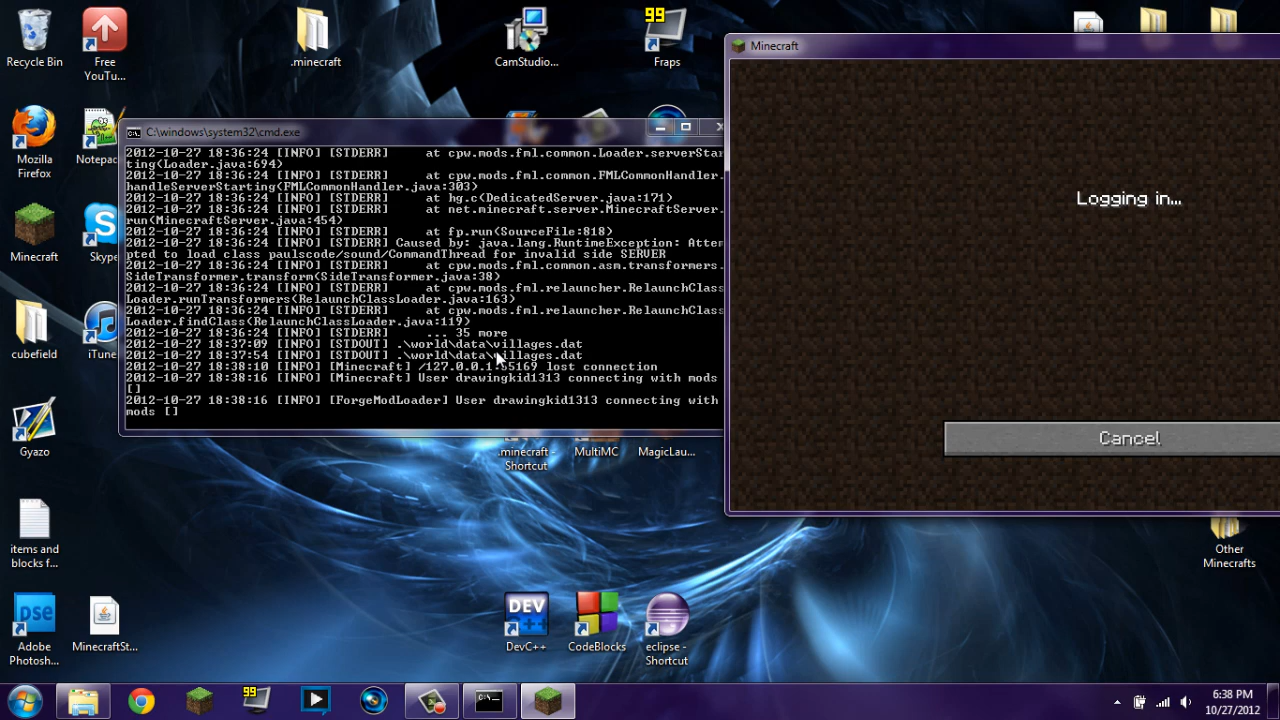 Recycle Bin
Free
YouTu...
.minecraft
CamStudio...
99
Fraps
Minecraft
C:\windows\system32\cmd.exe
2012-10-27 18:36:24 [INFO] [STDERR]    at cpw.mods.fml.common.Loader.serverStar
ting(Loader.java:694)
2012-10-27 18:36:24 [INFO] [STDERR]    at cpw.mods.fml.common.FMLCommonHandler.
handleServerStarting(FMLCommonHandler.java:303)
2012-10-27 18:36:24 [INFO] [STDERR]    at hg.c(DedicatedServer.java:171)
2012-10-27 18:36:24 [INFO] [STDERR]    at net.minecraft.server.MinecraftServer.
run(MinecraftServer.java:454)
2012-10-27 18:36:24 [INFO] [STDERR]    at fp.run(SourceFile:818)
2012-10-27 18:36:24 [INFO] [STDERR] Caused by: java.lang.RuntimeException: Attem
pted to load class paulscode/sound/CommandThread for invalid side SERVER
2012-10-27 18:36:24 [INFO] [STDERR]    at cpw.mods.fml.common.asm.transformers.
SideTransformer.transform(SideTransformer.java:38)
2012-10-27 18:36:24 [INFO] [STDERR]    at cpw.mods.fml.relauncher.RelaunchClass
Loader.runTransformers(RelaunchClassLoader.java:163)
2012-10-27 18:36:24 [INFO] [STDERR]    at cpw.mods.fml.relauncher.RelaunchClass
Loader.findClass(RelaunchClassLoader.java:119)
2012-10-27 18:36:24 [INFO] [STDERR]    ... 35 more
2012-10-27 18:37:09 [INFO] [STDOUT] .\world\data\villages.dat
2012-10-27 18:37:54 [INFO] [STDOUT] .\world\data\villages.dat
2012-10-27 18:38:10 [INFO] [Minecraft] /127.0.0.1:55169 lost connection
2012-10-27 18:38:16 [INFO] [Minecraft] User drawingkid1313 connecting with mods
[]
2012-10-27 18:38:16 [INFO] [ForgeModLoader] User drawingkid1313 connecting with
mods []
Logging in...
Cancel
Mozilla
Firefox
Notepa
Minecraft
Skype
cubefield
iTune
Gyazo
.minecraft -
Shortcut
MultiMC
MagicLau...
items and
blocks f...
Other
Minecrafts
pse
Adobe
Photosh...
MinecraftSt...
DEV
C++
DevC++
CodeBlocks
eclipse -
Shortcut
99
6:38 PM
10/27/2012